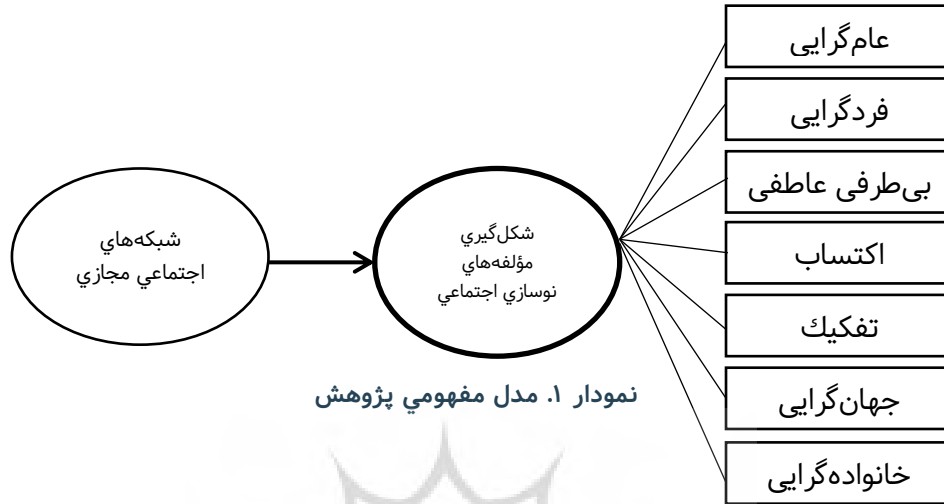 شبکه‌هاي
اجتماعي مجازي
شکل‌گيري
مؤلفه‌هاي
نوسازي اجتماعي
عام‌گرایی
فردگرایی
بی‌طرفی عاطفی
اکتساب
تفکيك
جهان‌گرایی
خانواده‌گرایی
نمودار ۱. مدل مفهومي پژوهش